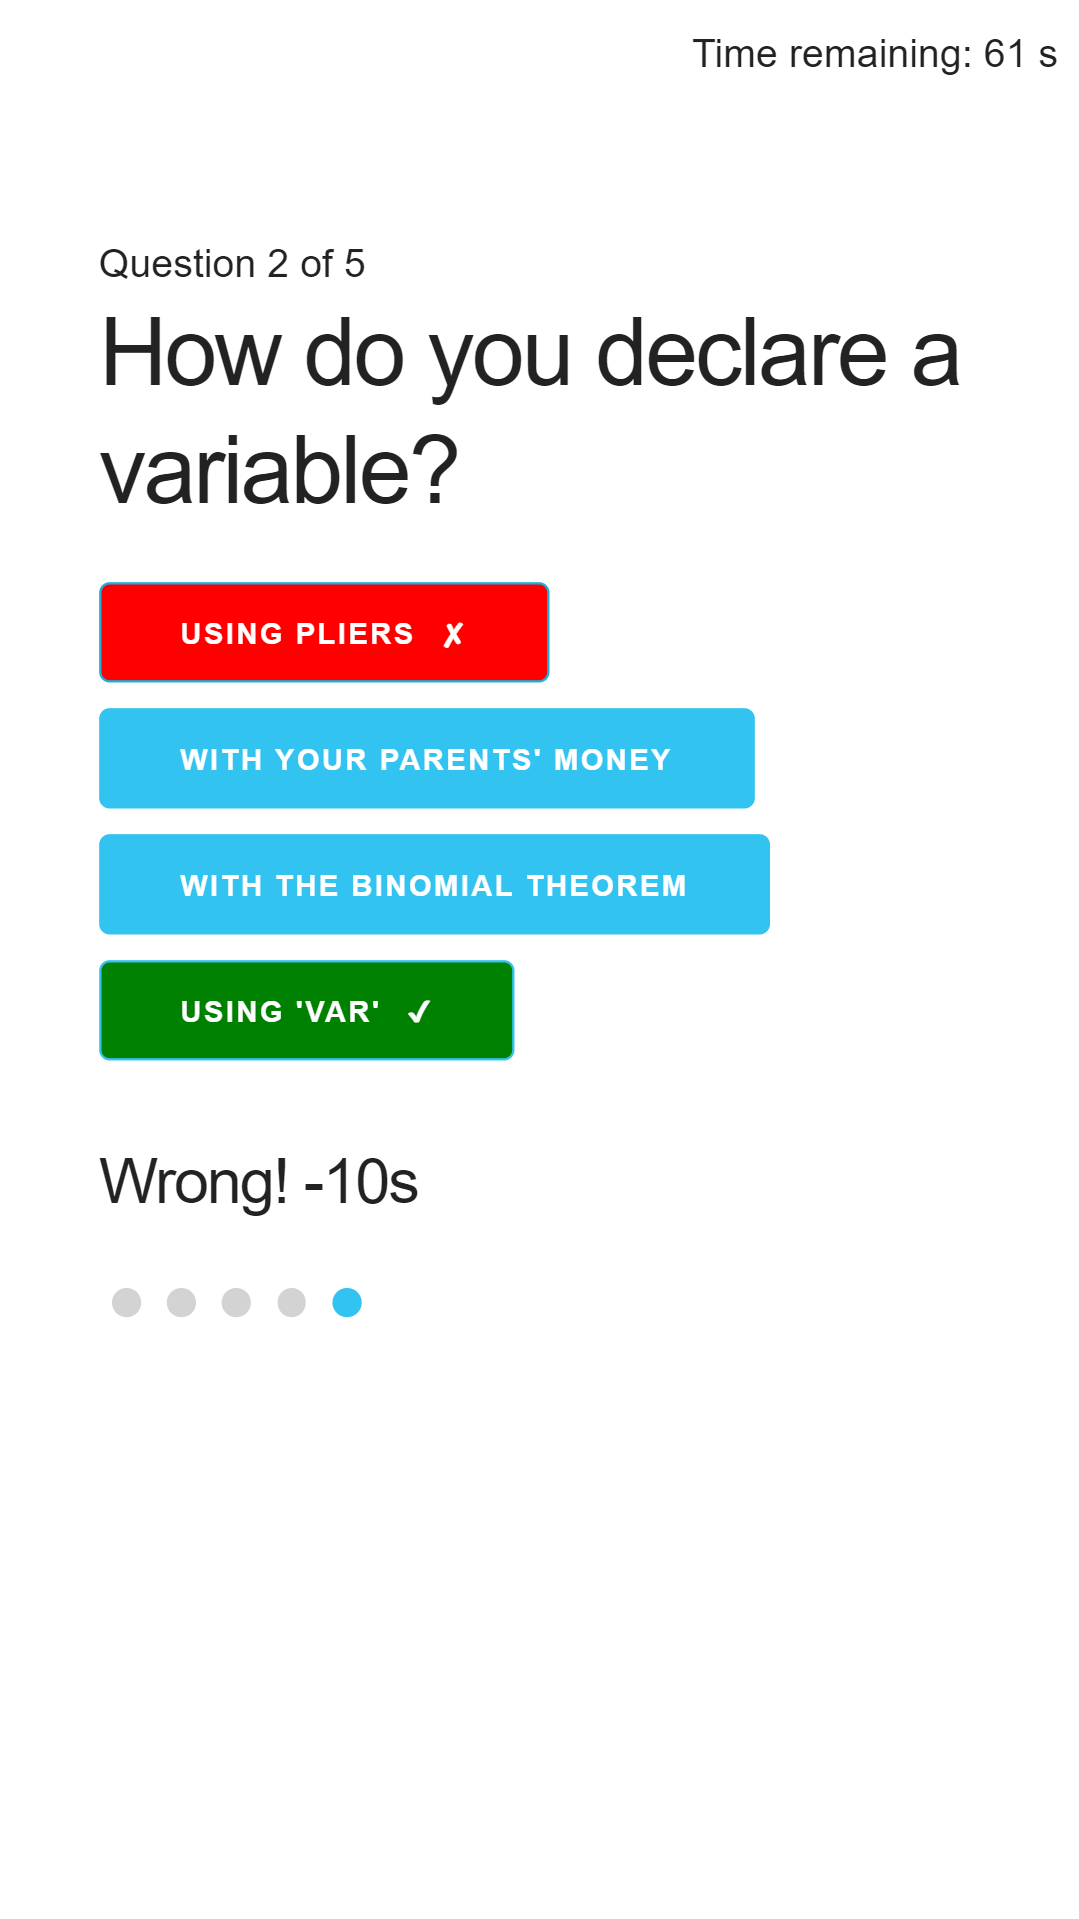 Time remaining: 61 s
Question 2 of 5
How do you declare a
variable?
USING PLIERS ✗
WITH YOUR PARENTS' MONEY
WITH THE BINOMIAL THEOREM
USING 'VAR' ✓
Wrong! -10s